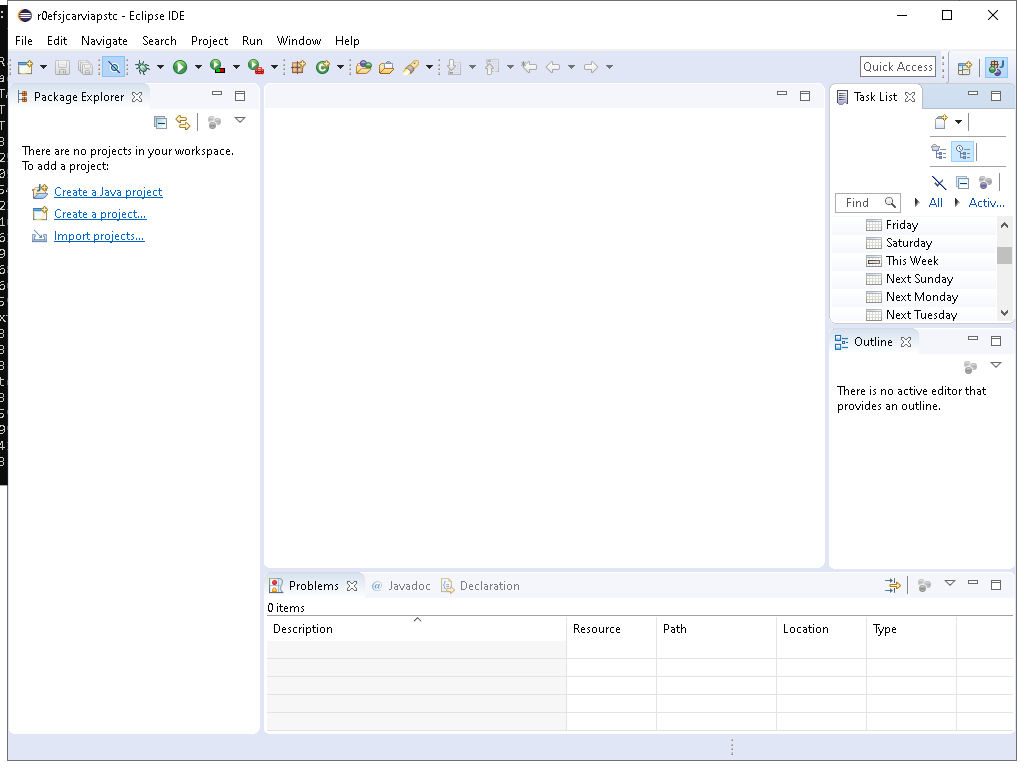 r0efsjcarviapstc - Eclipse IDE
File Edit Navigate Search Project Run Window Help
Quick Access
Package Explorer
There are no projects in your workspace.
To add a project:
Create a Java project
Create a project...
Import projects...
Task List
Find
All
Activ...
Friday
Saturday
This Week
Next Sunday
Next Monday
Next Tuesday
Outline
There is no active editor that
provides an outline.
Problems @ Javadoc Declaration
0 items
Description Resource Path Location Type